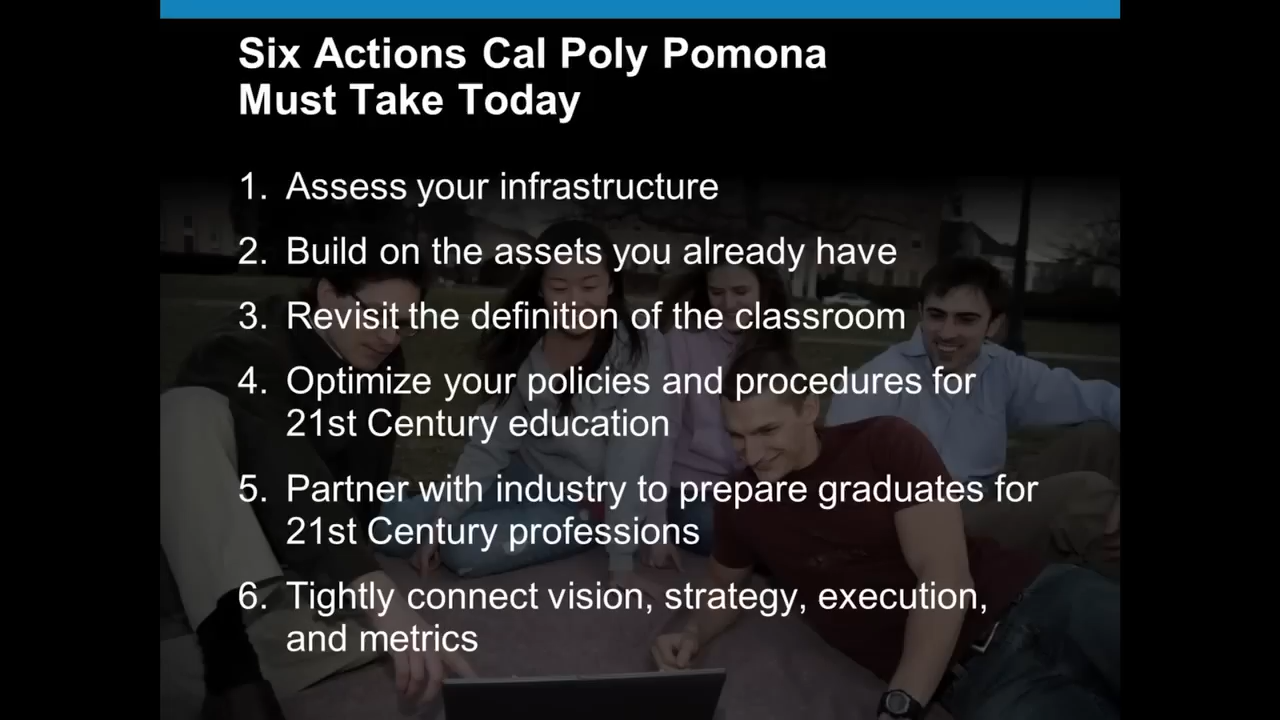 Six Actions Cal Poly Pomona
Must Take Today
1. Assess your infrastructure
2. Build on the assets you already have
3. Revisit the definition of the classroom
4. Optimize your policies and procedures for
21st Century education
5. Partner with industry to prepare graduates for
21st Century professions
6. Tightly connect vision, strategy, execution,
and metrics